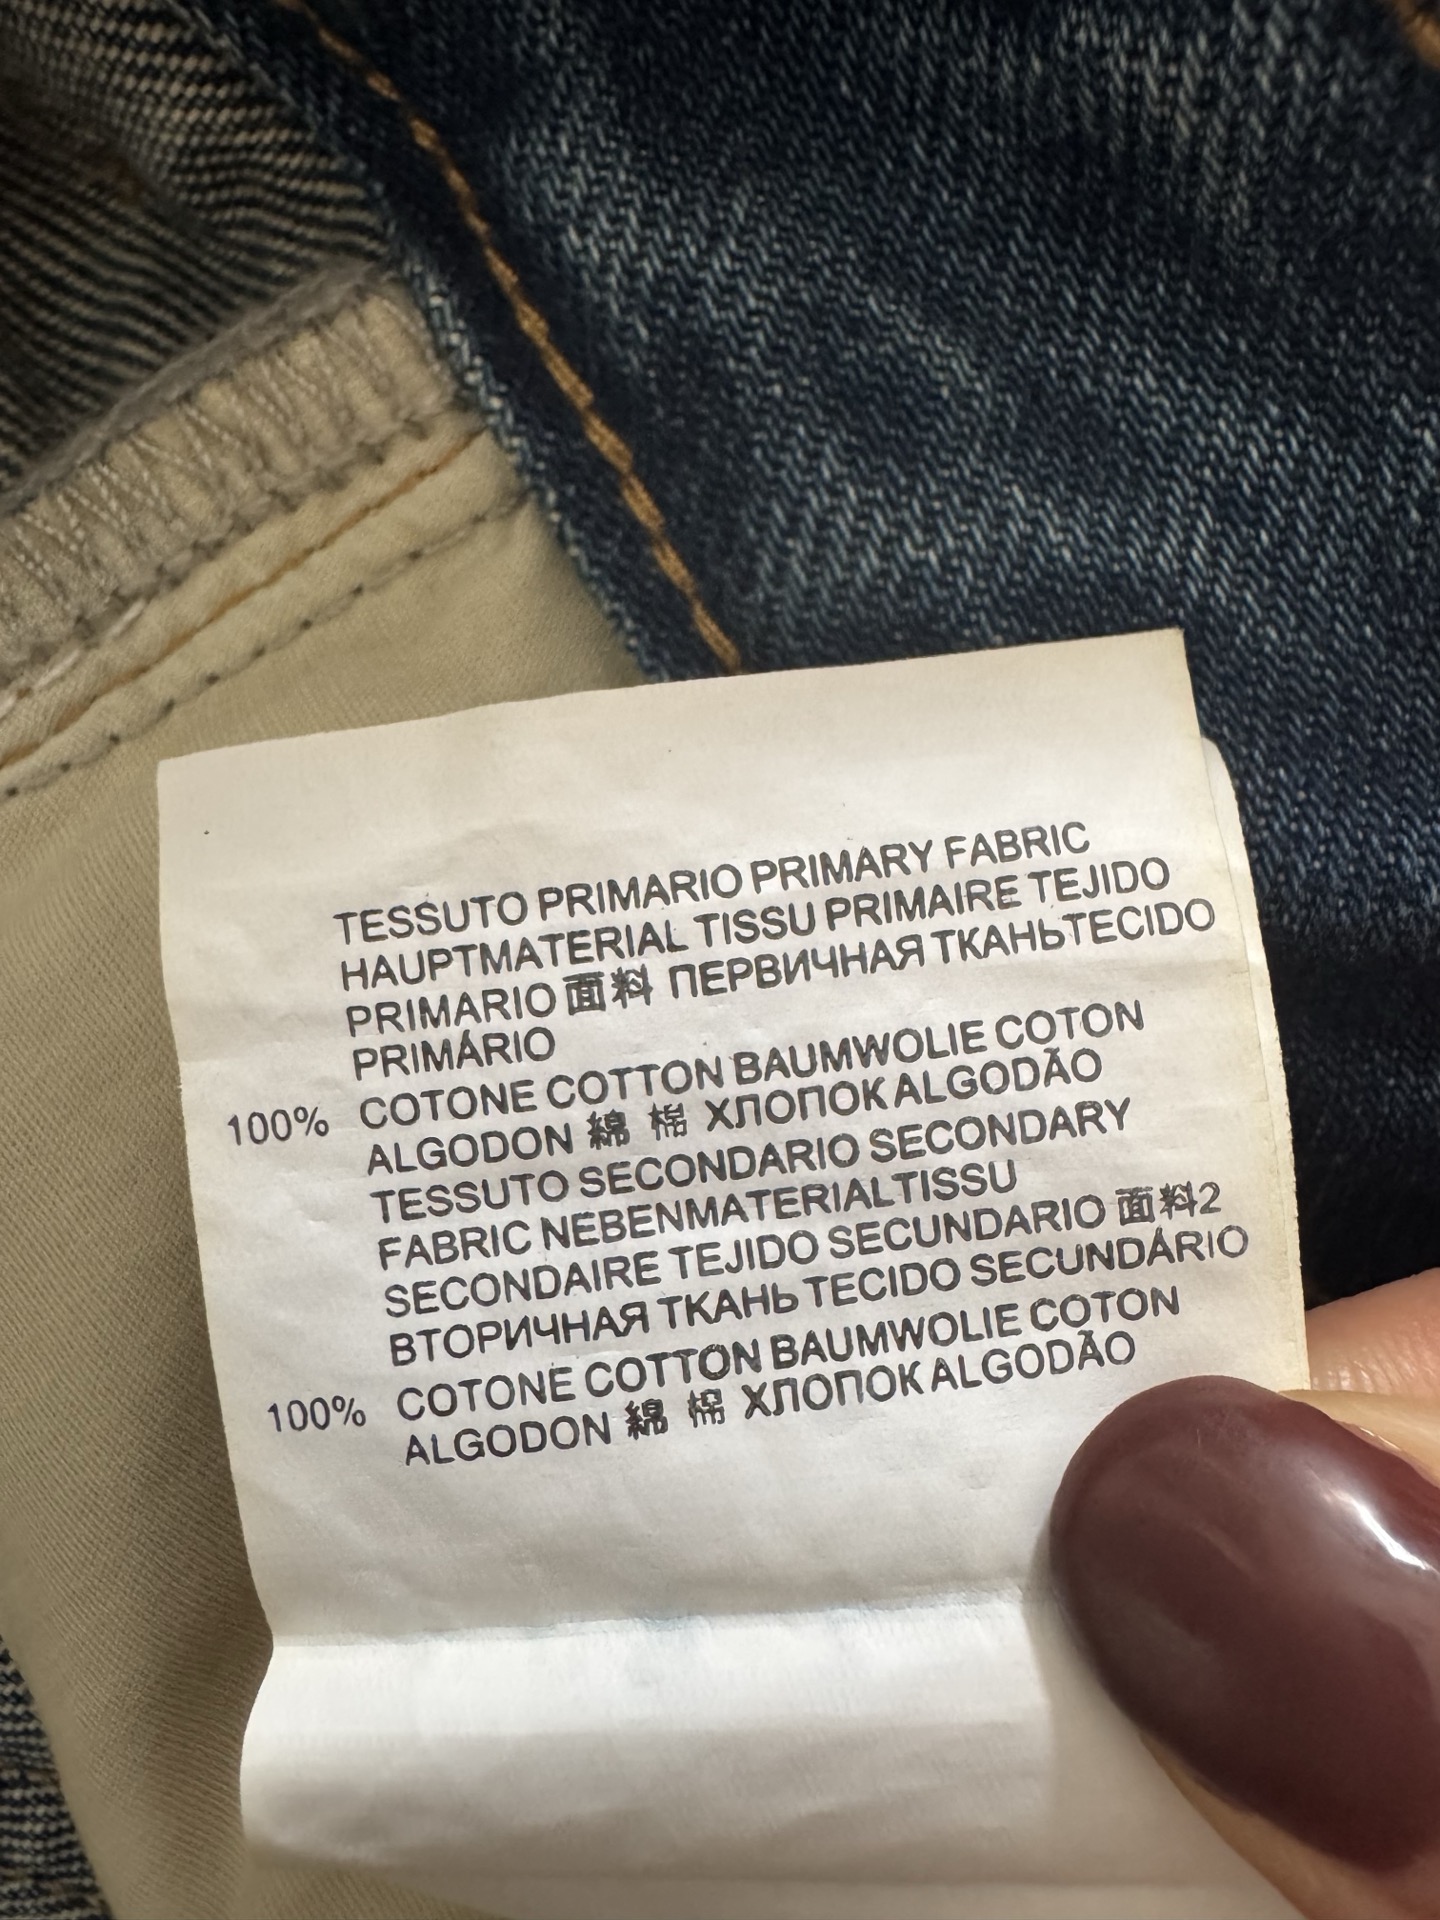 TESSUTO PRIMARIO PRIMARY FABRIC
HAUPTMATERIAL TISSU PRIMAIRE TEJIDO
PRIMARIO 面料 ПЕРВИЧНАЯ ТКАНЬTECIDO
PRIMÁRIO
100% COTONE COTTON BAUMWOLIE COTON
ALGODON 綿 棉 ХЛОПОК ALGODÃO
TESSUTO SECONDARIO SECONDARY
FABRIC NEBENMATERIALTISSU
SECONDAIRE TEJIDO SECUNDARIO 面料2
ВТОРИЧНАЯ ТКАНЬ TECIDO SECUNDÁRIO
100% COTONE COTTON BAUMWOLIE COTON
ALGODON 綿 棉 ХЛОПОК ALGODÃO